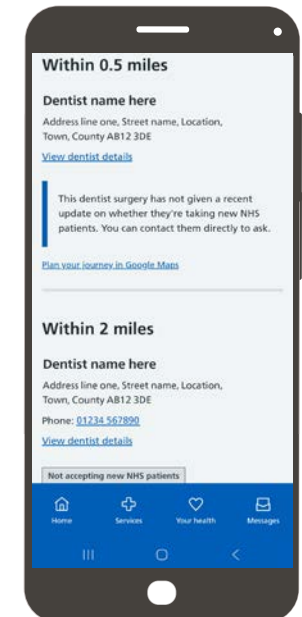 Within 0.5 miles
Dentist name here
Address line one, Street name, Location,
Town, County AB12 3DE
View dentist details
This dentist surgery has not given a recent
update on whether they're taking new NHS
patients. You can contact them directly to ask.
Plan your journey in Google Maps
Within 2 miles
Dentist name here
Address line one, Street name, Location,
Town, County AB12 3DE
Phone: 01234 567890
View dentist details
Not accepting new NHS patients
Home Services Your health Messages